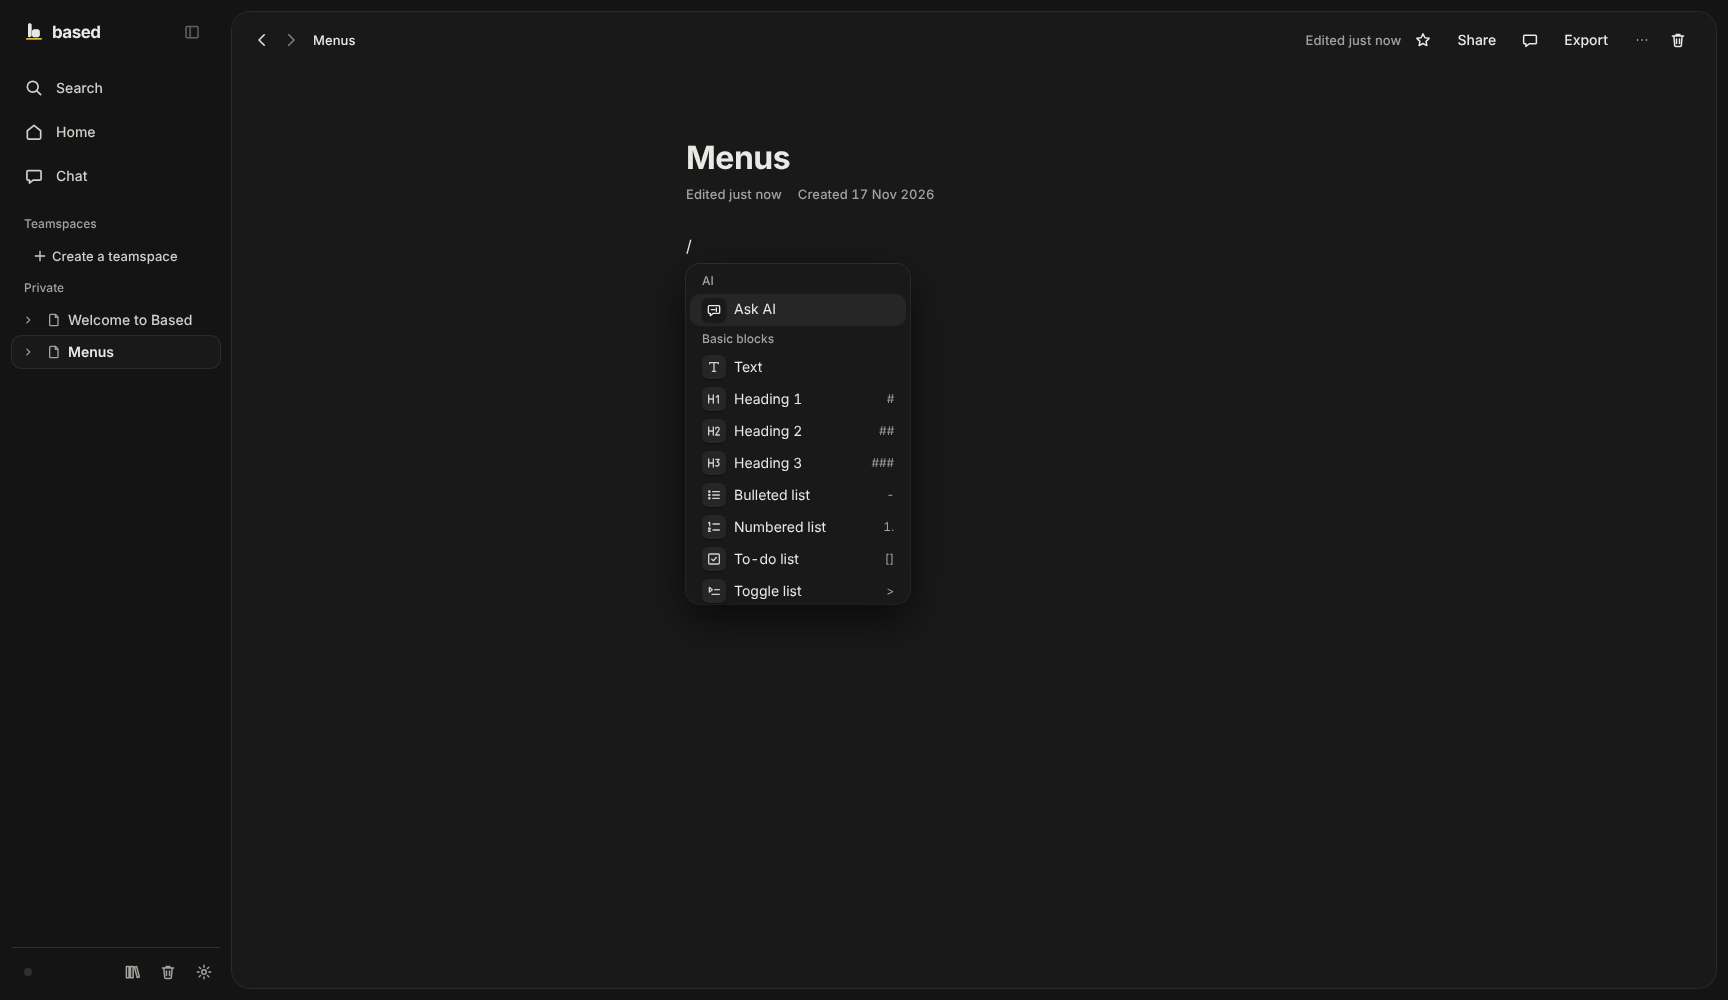 based
Search
Home
Chat
Teamspaces
Create a teamspace
Private
Welcome to Based
Menus
Menus
Edited just now
Share
Export
Menus
Edited just now Created 17 Nov 2026
/
AI
Ask AI
Basic blocks
Text
H1 Heading 1 #
H2 Heading 2 ##
H3 Heading 3 ###
Bulleted list -
Numbered list 1.
To-do list []
Toggle list >